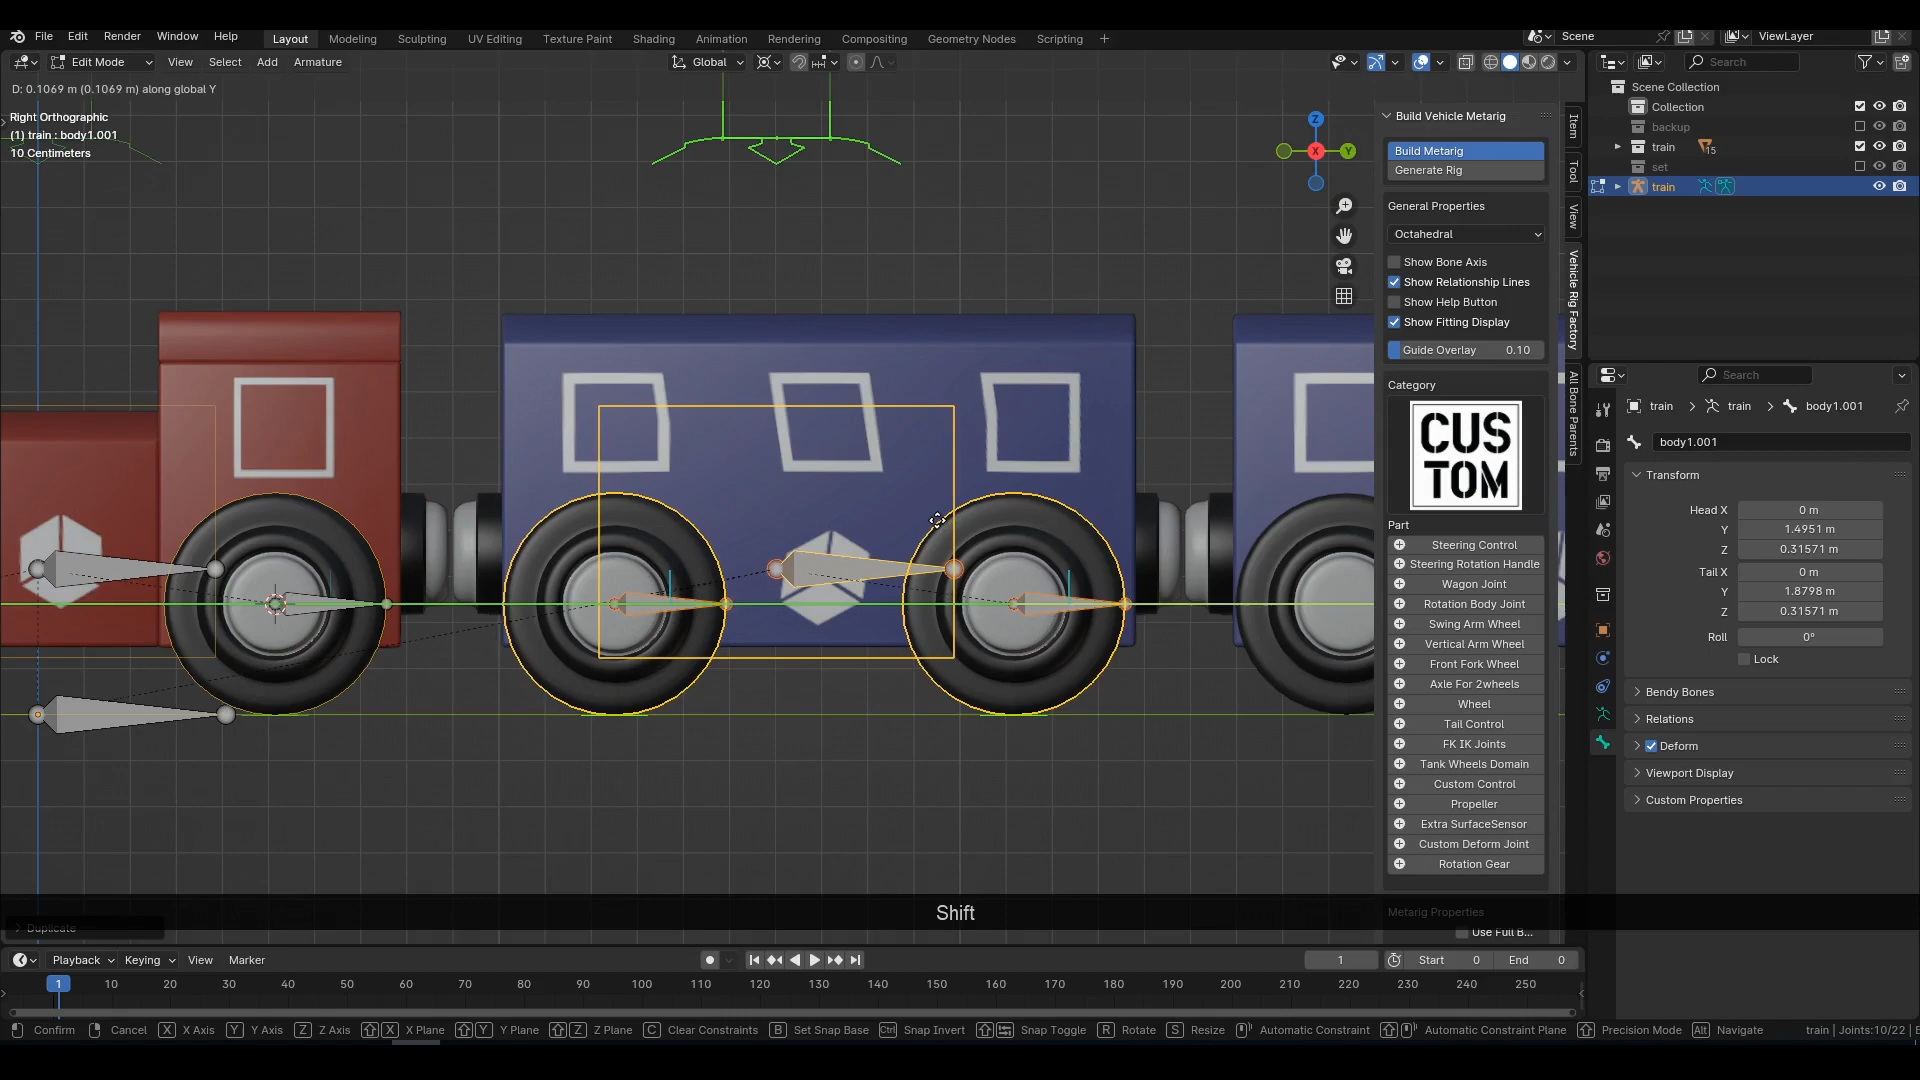 File Edit Render Window Help Layout Modeling Sculpting UV Editing Texture Paint Shading Animation Rendering Compositing Geometry Nodes Scripting + Scene ViewLayer
Edit Mode View Select Add Armature Global Search
D: 0.1069 m (0.1069 m) along global Y
Right Orthographic
(1) train : body1.001
10 Centimeters
Z
X
Y
Build Vehicle Metarig
Build Metarig
Generate Rig
General Properties
Octahedral
Show Bone Axis
Show Relationship Lines
Show Help Button
Show Fitting Display
Guide Overlay 0.10
Category
CUS
TOM
Part
Steering Control
Steering Rotation Handle
Wagon Joint
Rotation Body Joint
Swing Arm Wheel
Vertical Arm Wheel
Front Fork Wheel
Axle For 2wheels
Wheel
Tail Control
FK IK Joints
Tank Wheels Domain
Custom Control
Propeller
Extra SurfaceSensor
Custom Deform Joint
Rotation Gear
Metarig Properties
Use Full B...
Item
Tool
View
Vehicle Rig Factory
All Bone Parents
Scene Collection
Collection
backup
train 15
set
train
Search
train train body1.001
body1.001
Transform
Head X 0 m
Y 1.4951 m
Z 0.31571 m
Tail X 0 m
Y 1.8798 m
Z 0.31571 m
Roll 0°
Lock
Bendy Bones
Relations
Deform
Viewport Display
Custom Properties
Shift
Duplicate
Playback Keying View Marker 1 Start 0 End 0
1 10 20 30 40 50 60 70 80 90 100 110 120 130 140 150 160 170 180 190 200 210 220 230 240 250
Confirm Cancel X X Axis Y Y Axis Z Z Axis X X Plane Y Y Plane Z Z Plane C Clear Constraints B Set Snap Base Ctrl Snap Invert Snap Toggle R Rotate S Resize Automatic Constraint Automatic Constraint Plane Precision Mode Alt Navigate train | Joints:10/22 |